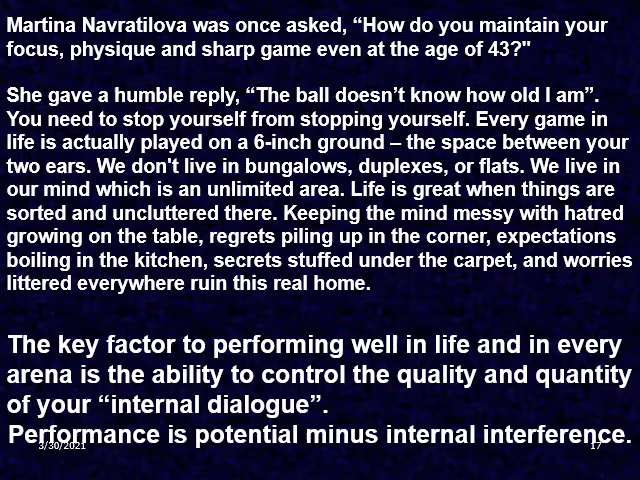 Martina Navratilova was once asked, “How do you maintain your
focus, physique and sharp game even at the age of 43?"
She gave a humble reply, “The ball doesn’t know how old I am”.
You need to stop yourself from stopping yourself. Every game in
life is actually played on a 6-inch ground – the space between your
two ears. We don't live in bungalows, duplexes, or flats. We live in
our mind which is an unlimited area. Life is great when things are
sorted and uncluttered there. Keeping the mind messy with hatred
growing on the table, regrets piling up in the corner, expectations
boiling in the kitchen, secrets stuffed under the carpet, and worries
littered everywhere ruin this real home.
The key factor to performing well in life and in every
arena is the ability to control the quality and quantity
of your “internal dialogue”.
Performance is potential minus internal interference.
3/30/2021
17